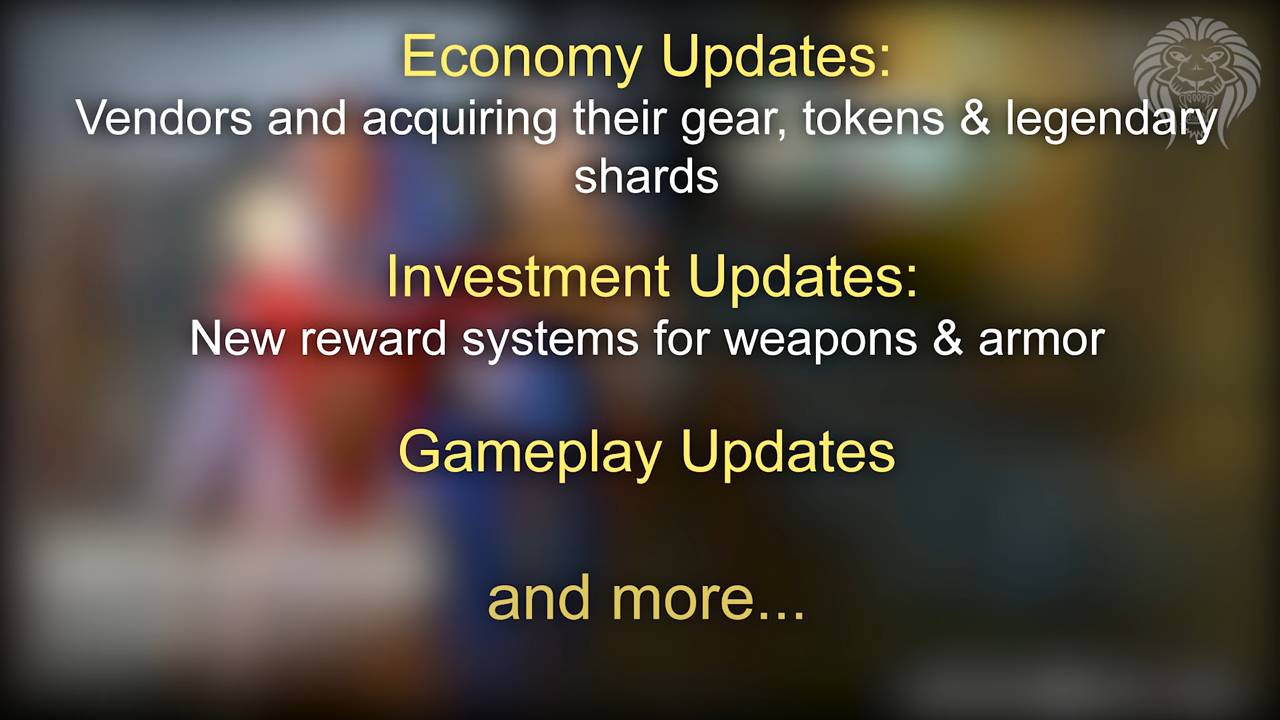 Economy Updates:
Vendors and acquiring their gear, tokens & legendary
shards
Investment Updates:
New reward systems for weapons & armor
Gameplay Updates
and more...